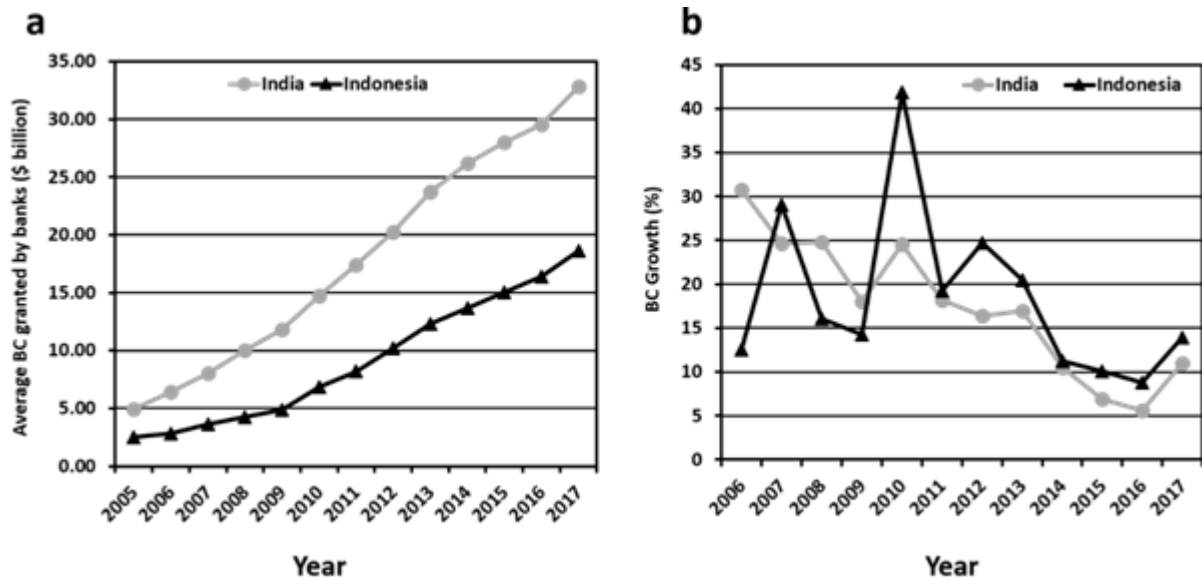 a
Average BC granted by banks ($ billion)
35.00
30.00
25.00
20.00
15.00
10.00
5.00
0.00
India Indonesia
2005 2006 2007 2008 2009 2010 2011 2012 2013 2014 2015 2016 2017
Year
b
BC Growth (%)
45
40
35
30
25
20
15
10
5
0
India Indonesia
2006 2007 2008 2009 2010 2011 2012 2013 2014 2015 2016 2017
Year